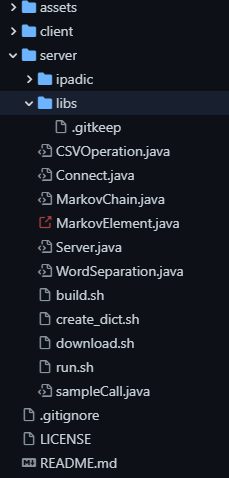 assets
client
server
ipadic
libs
.gitkeep
CSVOperation.java
Connect.java
MarkovChain.java
MarkovElement.java
Server.java
WordSeparation.java
build.sh
create_dict.sh
download.sh
run.sh
sampleCall.java
.gitignore
LICENSE
README.md